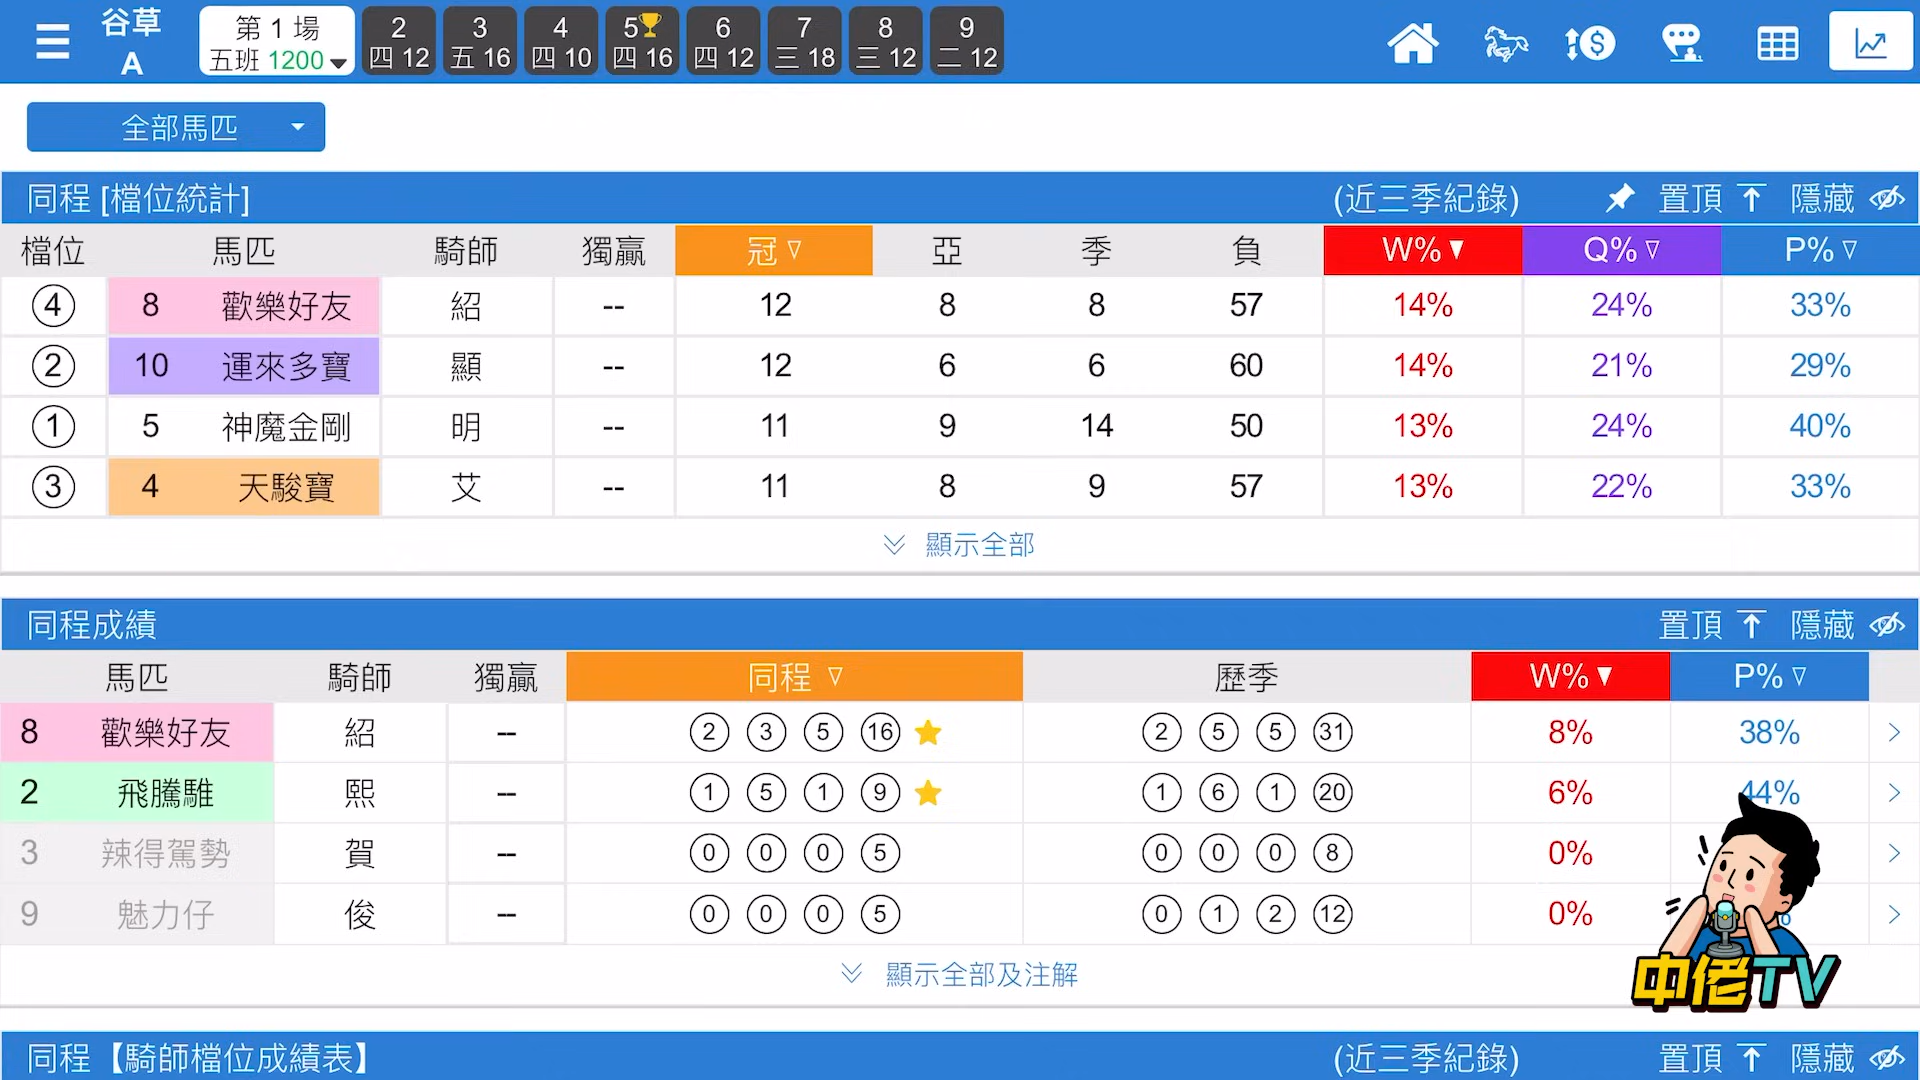 谷草 第 1 場 2 3 4 5 6 7 8 9
A 五班 1200 四 12 五 16 四 10 四 16 四 12 三 18 三 12 二 12
全部馬匹
同程 [檔位統計] (近三季紀錄) 置頂 隱藏
檔位 馬匹 騎師 獨贏 冠 亞 季 負 W% Q% P%
4 8 歡樂好友 紹 -- 12 8 8 57 14% 24% 33%
2 10 運來多寶 顯 -- 12 6 6 60 14% 21% 29%
1 5 神魔金剛 明 -- 11 9 14 50 13% 24% 40%
3 4 天駿寶 艾 -- 11 8 9 57 13% 22% 33%
顯示全部
同程成績 置頂 隱藏
馬匹 騎師 獨贏 同程 歷季 W% P%
8 歡樂好友 紹 -- 2 3 5 16 2 5 5 31 8% 38%
2 飛騰騅 熙 -- 1 5 1 9 1 6 1 20 6% 44%
3 辣得駕勢 賀 -- 0 0 0 5 0 0 0 8 0%
9 魅力仔 俊 -- 0 0 0 5 0 1 2 12 0%
顯示全部及注解
中佬TV
同程【騎師檔位成績表】 (近三季紀錄) 置頂 隱藏